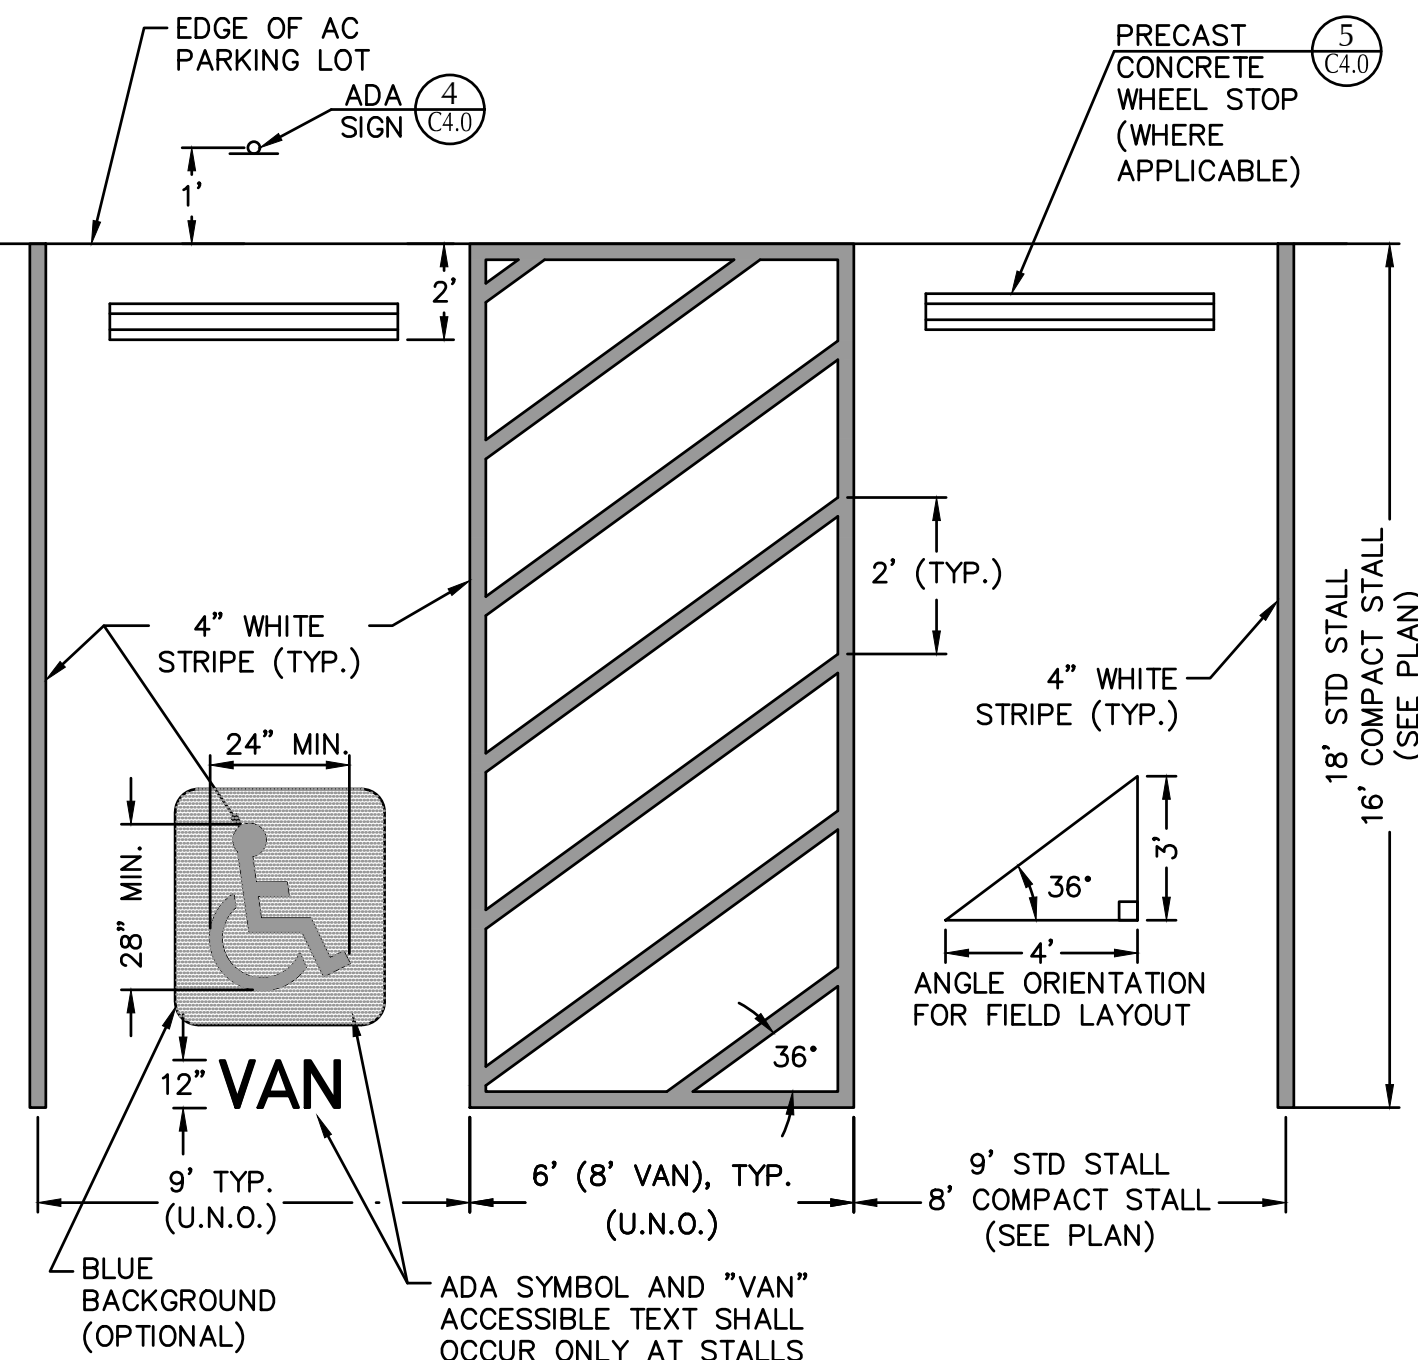 EDGE OF AC
PARKING LOT
ADA
SIGN
4
C4.0
1'
2'
PRECAST
CONCRETE
WHEEL STOP
(WHERE
APPLICABLE)
5
C4.0
4” WHITE
STRIPE (TYP.)
2' (TYP.)
4” WHITE
STRIPE (TYP.)
18' STD STALL
16' COMPACT STALL
(SEE PLAN)
24” MIN.
28” MIN.
36°
3'
4'
ANGLE ORIENTATION
FOR FIELD LAYOUT
36°
12”
VAN
9' TYP.
(U.N.O.)
6' (8' VAN), TYP.
(U.N.O.)
9' STD STALL
8' COMPACT STALL
(SEE PLAN)
BLUE
BACKGROUND
(OPTIONAL)
ADA SYMBOL AND ”VAN”
ACCESSIBLE TEXT SHALL
OCCUR ONLY AT STALLS